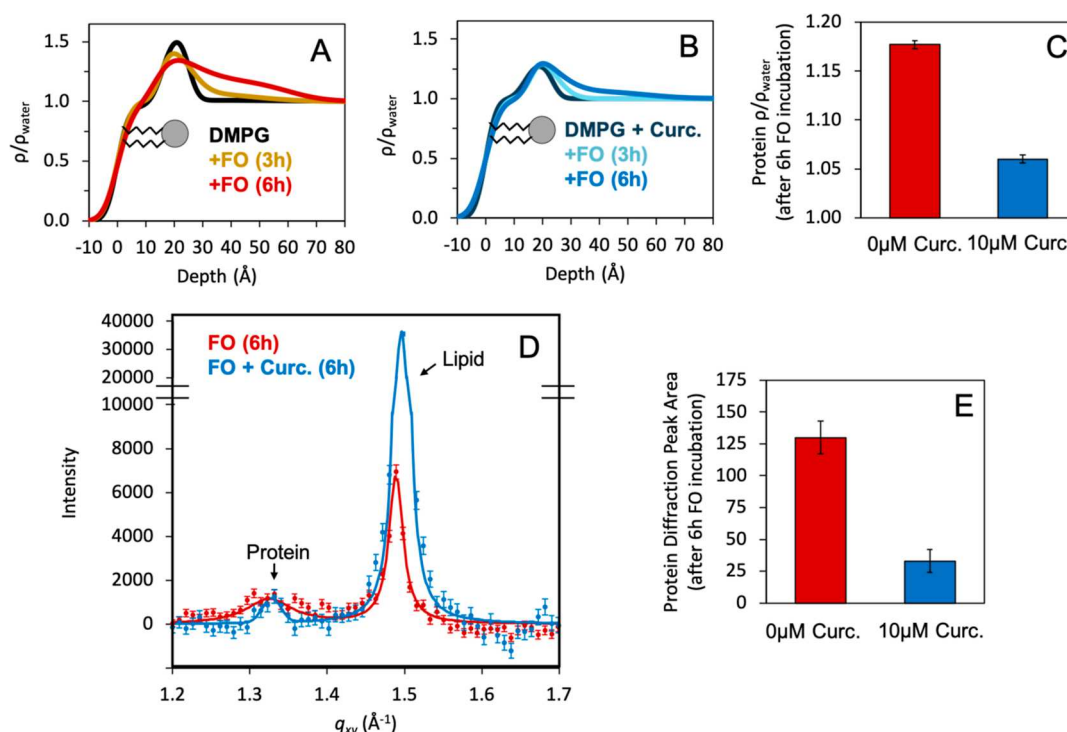 A
ρ/ρwater
1.5
1.0
0.5
0.0
DMPG
+FO (3h)
+FO (6h)
-10 0 10 20 30 40 50 60 70 80
Depth (Å)
B
ρ/ρwater
1.5
1.0
0.5
0.0
DMPG + Curc.
+FO (3h)
+FO (6h)
-10 0 10 20 30 40 50 60 70 80
Depth (Å)
C
Protein ρ/ρwater
(after 6h FO incubation)
1.20
1.15
1.10
1.05
1.00
0µM Curc. 10µM Curc
D
Intensity
40000
30000
20000
10000
8000
6000
4000
2000
0
FO (6h)
FO + Curc. (6h)
Lipid
Protein
1.2 1.3 1.4 1.5 1.6 1.7
qxy (Å-1)
E
Protein Diffraction Peak Area
(after 6h FO incubation)
175
150
125
100
75
50
25
0
0µM Curc. 10µM Curc.